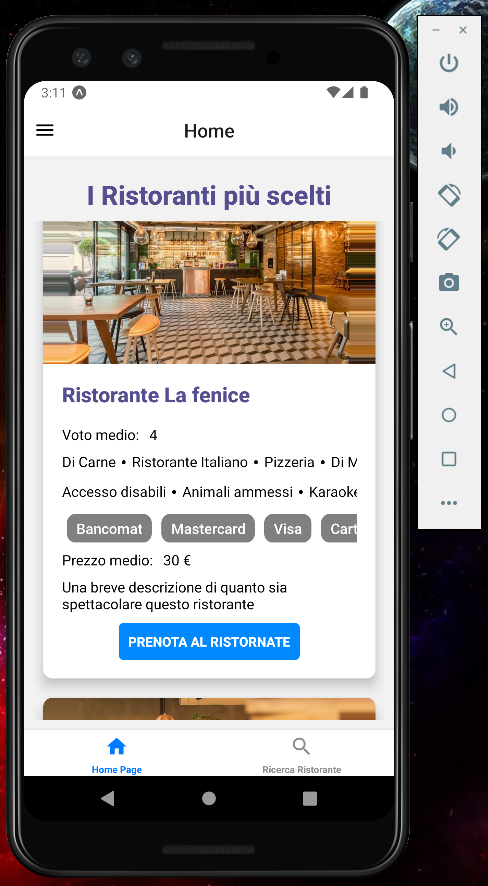 3:11
Home
I Ristoranti più scelti
Ristorante La fenice
Voto medio: 4
Di Carne • Ristorante Italiano • Pizzeria • Di M
Accesso disabili • Animali ammessi • Karaoke
Bancomat Mastercard Visa Cart
Prezzo medio: 30 €
Una breve descrizione di quanto sia
spettacolare questo ristorante
PRENOTA AL RISTORNATE
Home Page Ricerca Ristorante